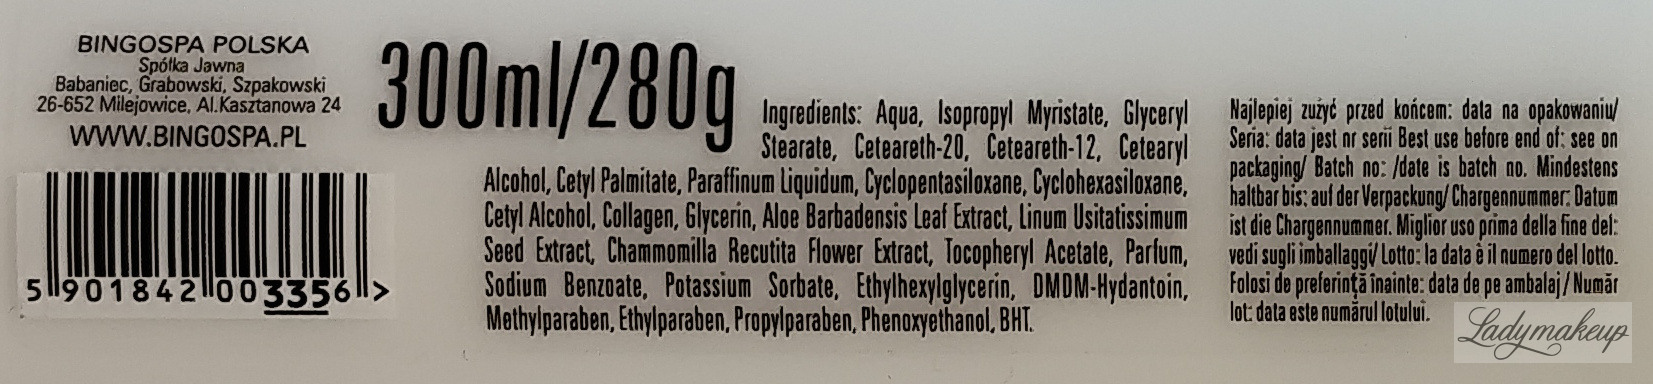 BINGOSPA POLSKA
Spółka Jawna
Babaniec, Grabowski, Szpakowski
26-652 Milejowice, Al.Kasztanowa 24
WWW.BINGOSPA.PL
5 901842 003356 >
300ml/280g
Ingredients: Aqua, Isopropyl Myristate, Glyceryl
Stearate, Ceteareth-20, Ceteareth-12, Cetearyl
Alcohol, Cetyl Palmitate, Paraffinum Liquidum, Cyclopentasiloxane, Cyclohexasiloxane,
Cetyl Alcohol, Collagen, Glycerin, Aloe Barbadensis Leaf Extract, Linum Usitatissimum
Seed Extract, Chammomilla Recutita Flower Extract, Tocopheryl Acetate, Parfum,
Sodium Benzoate, Potassium Sorbate, Ethylhexylglycerin, DMDM-Hydantoin,
Methylparaben, Ethylparaben, Propylparaben, Phenoxyethanol, BHT.
Najlepiej zużyć przed końcem: data na opakowaniu/
Seria: data jest nr serii Best use before end of: see on
packaging/ Batch no: /date is batch no. Mindestens
haltbar bis: auf der Verpackung/ Chargennummer: Datum
ist die Chargennummer. Miglior uso prima della fine del:
vedi sugli imballaggi/ Lotto: la data è il numero del lotto.
Folosi de preferință înainte: data de pe ambalaj / Număr
lot: data este numărul lotului.
Ladymakeup